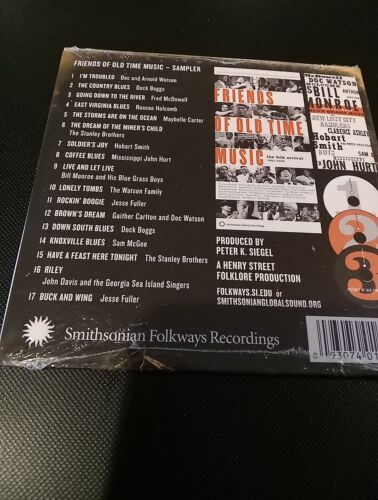 FRIENDS OF OLD TIME MUSIC – SAMPLER
1 I'M TROUBLED Doc and Arnold Watson
2 THE COUNTRY BLUES Dock Boggs
3 GOING DOWN TO THE RIVER Fred McDowell
4 EAST VIRGINIA BLUES Roscoe Holcomb
5 THE STORMS ARE ON THE OCEAN Maybelle Carter
6 THE DREAM OF THE MINER'S CHILD
The Stanley Brothers
7 SOLDIER'S JOY Hobart Smith
8 COFFEE BLUES Mississippi John Hurt
9 LIVE AND LET LIVE
Bill Monroe and His Blue Grass Boys
10 LONELY TOMBS The Watson Family
11 ROCKIN' BOOGIE Jesse Fuller
12 BROWN'S DREAM Gaither Carlton and Doc Watson
13 DOWN SOUTH BLUES Dock Boggs
14 KNOXVILLE BLUES Sam McGee
15 HAVE A FEAST HERE TONIGHT The Stanley Brothers
16 RILEY
John Davis and the Georgia Sea Island Singers
17 BUCK AND WING Jesse Fuller
Smithsonian Folkways Recordings
FRIENDS
OF OLD TIME
MUSIC
the folk arrival
PRODUCED BY
PETER K. SIEGEL
A HENRY STREET
FOLKLORE PRODUCTION
FOLKWAYS.SI.EDU or
SMITHSONIANGLOBALSOUND.ORG
McDowell
DOC WATSON
BILL
MONROE
CLARENCE ASHLEY
Hobart
Smith
MISSISSIPPI
JOHN HURT
1
2
3
0 93074 01